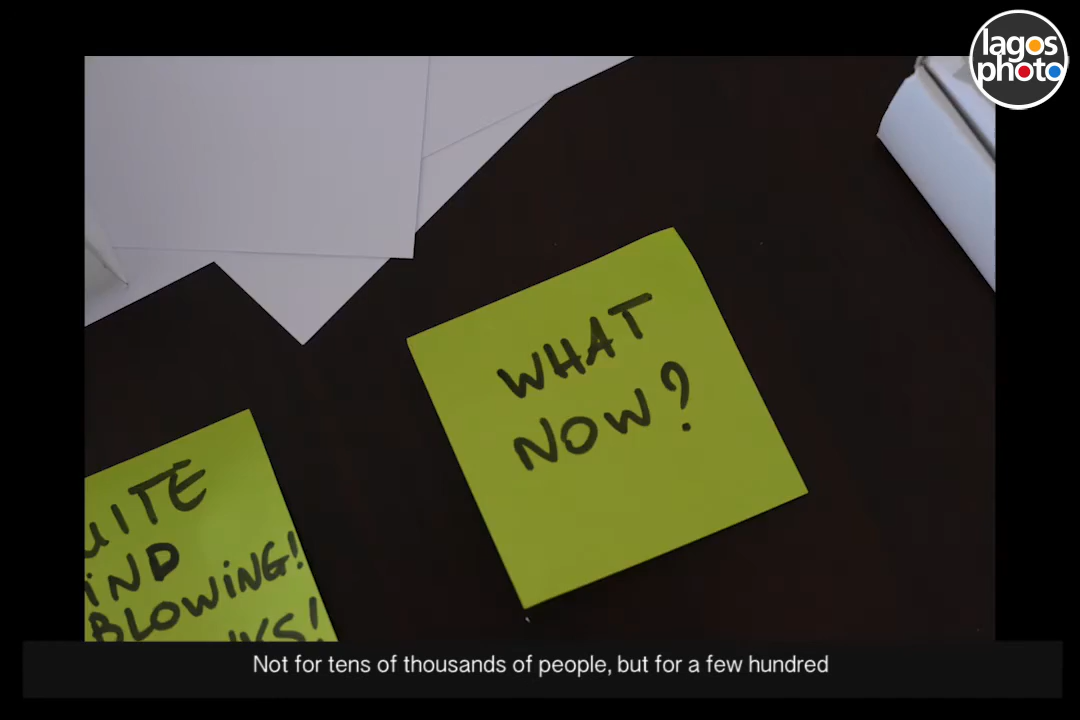 lagos
photo
WHAT
NOW?
UITE
IND
BLOWING!
Not for tens of thousands of people, but for a few hundred